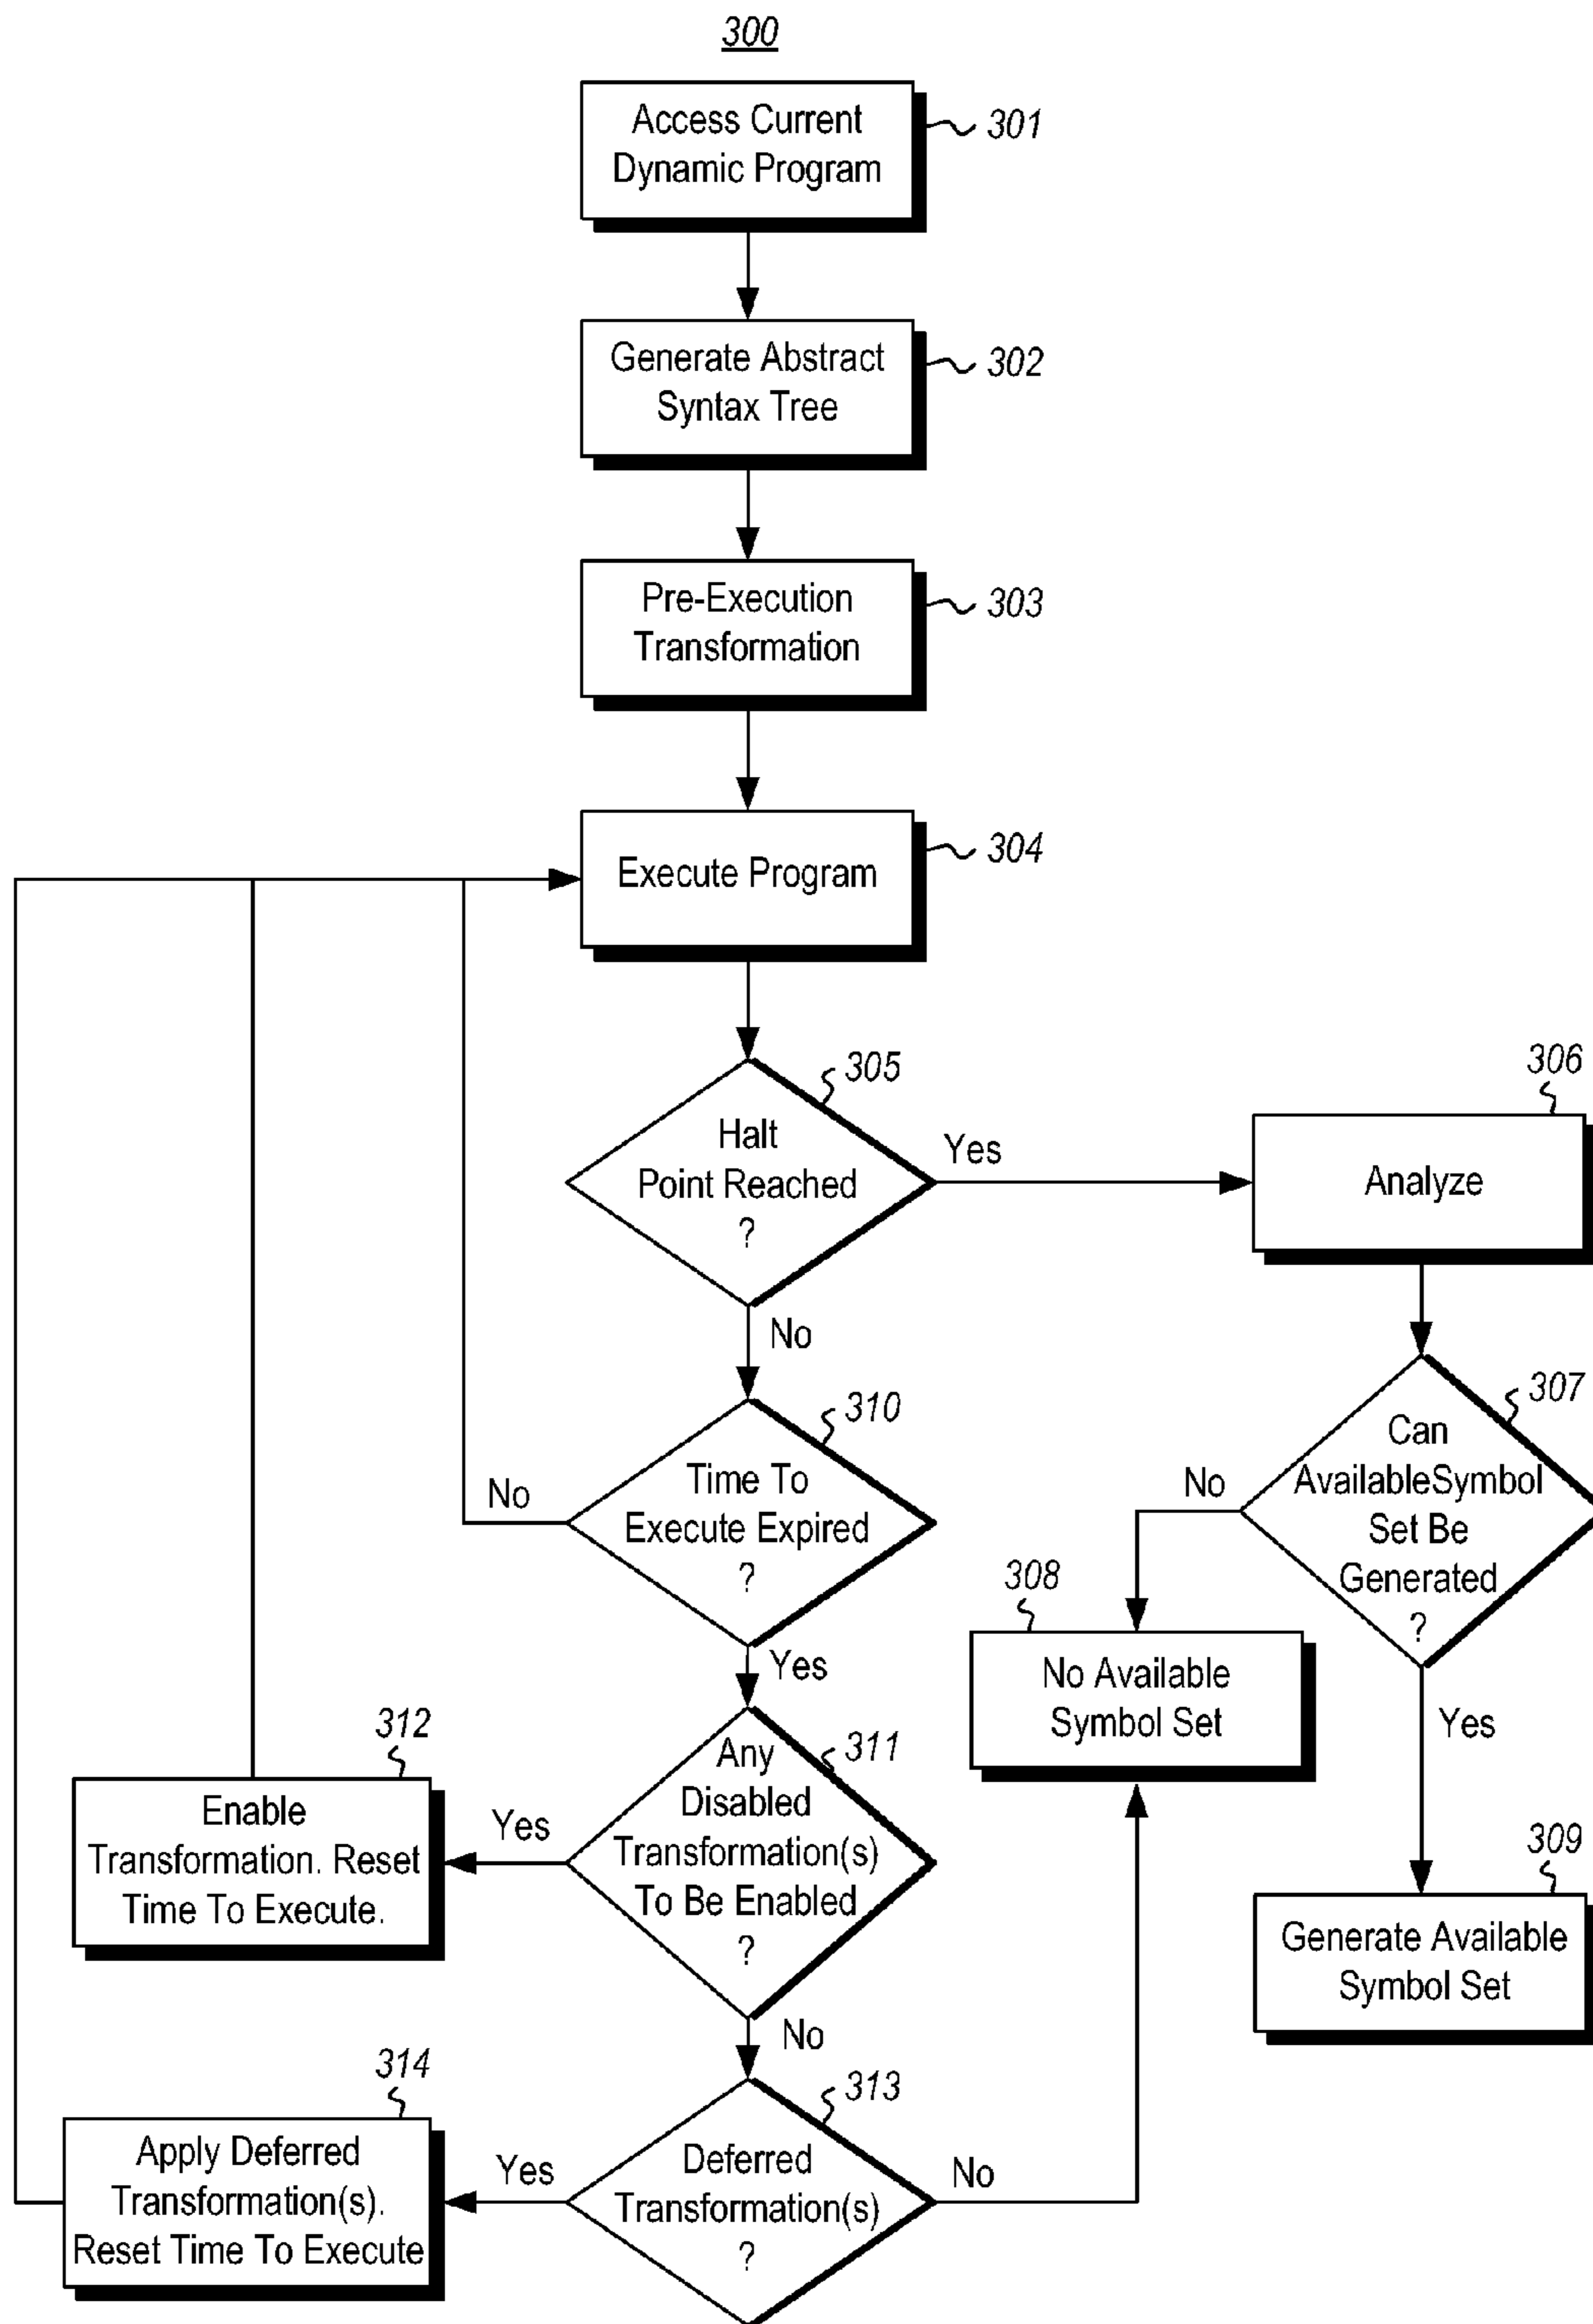 300
Access Current
Dynamic Program
301
Generate Abstract
Syntax Tree
302
Pre-Execution
Transformation
303
Execute Program
304
305
Halt
Point Reached
?
Yes
No
306
Analyze
307
Can
AvailableSymbol
Set Be
Generated
?
No
Yes
308
No Available
Symbol Set
309
Generate Available
Symbol Set
310
Time To
Execute Expired
?
No
Yes
311
Any
Disabled
Transformation(s)
To Be Enabled
?
Yes
No
312
Enable
Transformation. Reset
Time To Execute.
313
Deferred
Transformation(s)
?
Yes
No
314
Apply Deferred
Transformation(s).
Reset Time To Execute